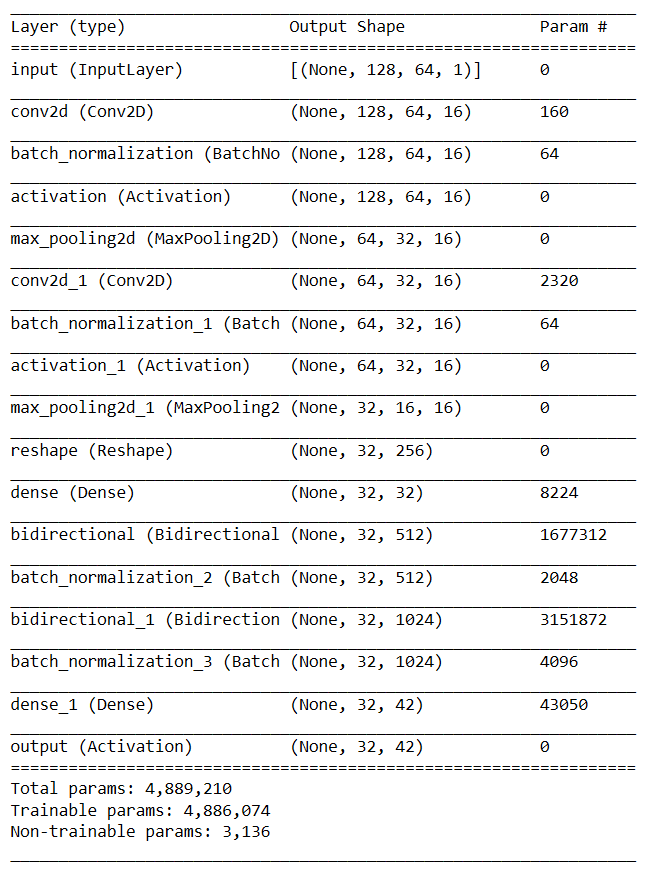 Layer (type) Output Shape Param #
input (InputLayer) [(None, 128, 64, 1)] 0
conv2d (Conv2D) (None, 128, 64, 16) 160
batch_normalization (BatchNo (None, 128, 64, 16) 64
activation (Activation) (None, 128, 64, 16) 0
max_pooling2d (MaxPooling2D) (None, 64, 32, 16) 0
conv2d_1 (Conv2D) (None, 64, 32, 16) 2320
batch_normalization_1 (Batch (None, 64, 32, 16) 64
activation_1 (Activation) (None, 64, 32, 16) 0
max_pooling2d_1 (MaxPooling2 (None, 32, 16, 16) 0
reshape (Reshape) (None, 32, 256) 0
dense (Dense) (None, 32, 32) 8224
bidirectional (Bidirectional (None, 32, 512) 1677312
batch_normalization_2 (Batch (None, 32, 512) 2048
bidirectional_1 (Bidirection (None, 32, 1024) 3151872
batch_normalization_3 (Batch (None, 32, 1024) 4096
dense_1 (Dense) (None, 32, 42) 43050
output (Activation) (None, 32, 42) 0
Total params: 4,889,210
Trainable params: 4,886,074
Non-trainable params: 3,136